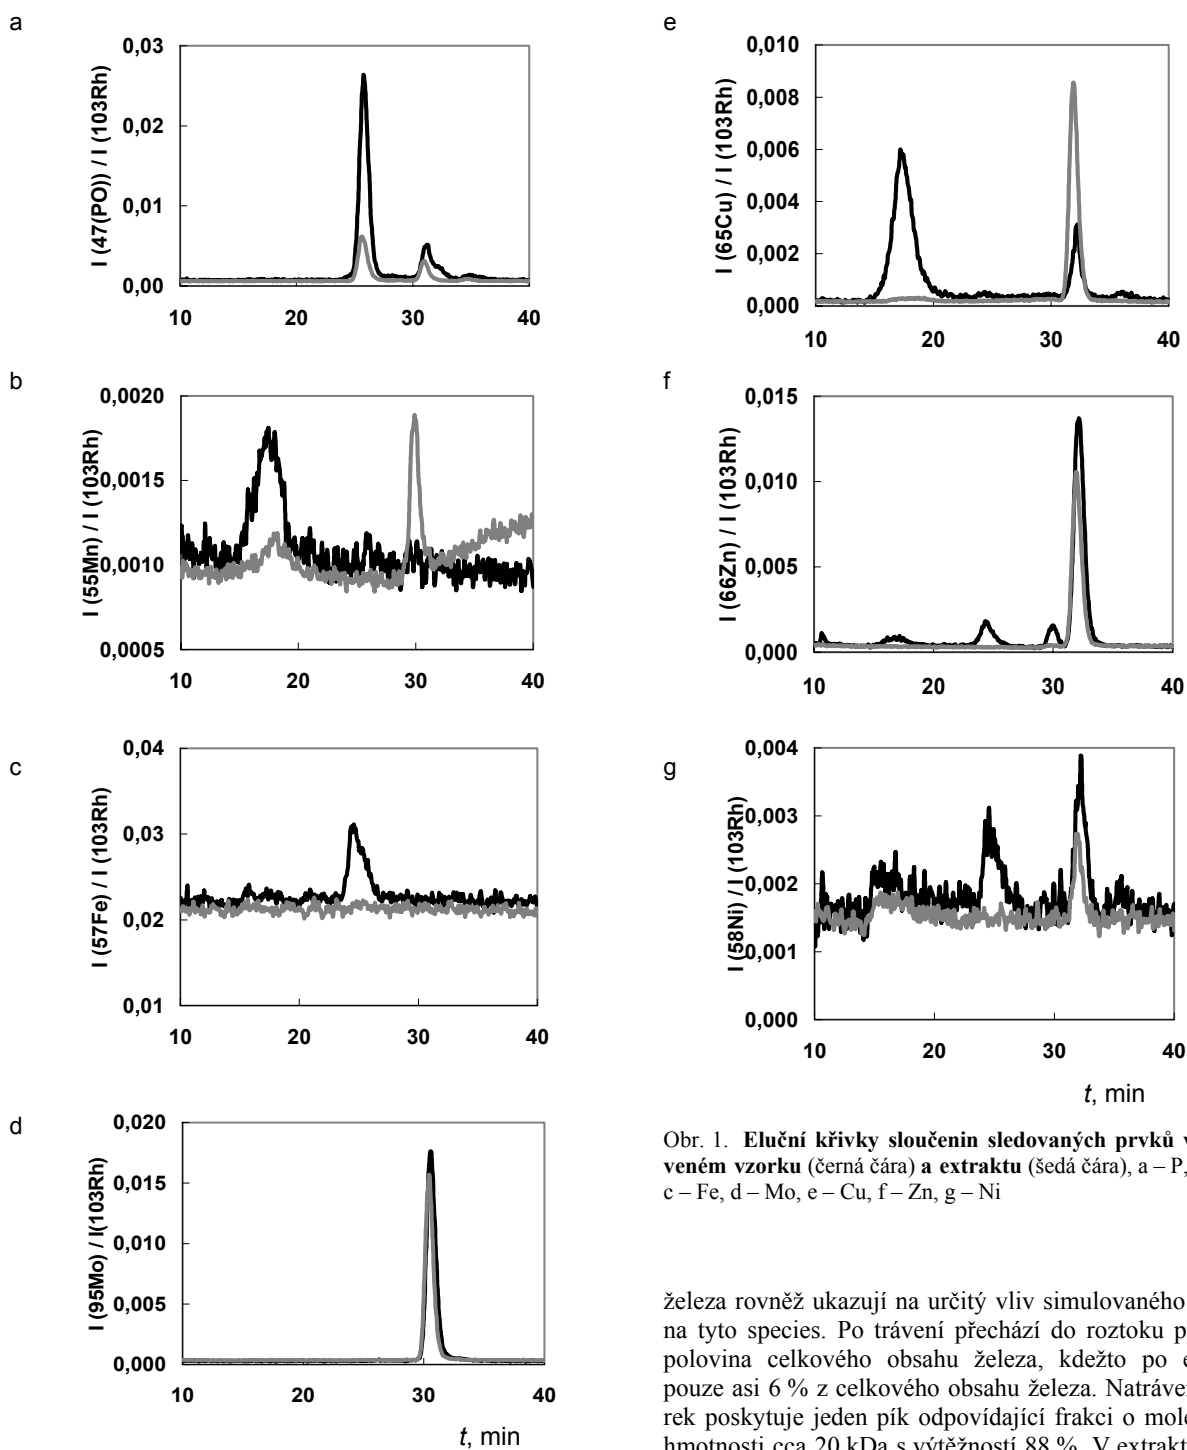 a
0,03
0,02
0,01
0,00
I (47(PO)) / I (103Rh)
10 20 30 40
b
0,0020
0,0015
0,0010
0,0005
I (55Mn) / I (103Rh)
10 20 30 40
c
0,04
0,03
0,02
0,01
I (57Fe) / I (103Rh)
10 20 30 40
d
0,020
0,015
0,010
0,005
0,000
I (95Mo) / I(103Rh)
10 20 30 40
t, min
e
0,010
0,008
0,006
0,004
0,002
0,000
I (65Cu) / I (103Rh)
10 20 30 40
f
0,015
0,010
0,005
0,000
I (66Zn) / I (103Rh)
10 20 30 40
g
0,004
0,003
0,002
0,001
0,000
I (58Ni) / I (103Rh)
10 20 30 40
t, min
Obr. 1. Eluční křivky sloučenin sledovaných prvků v
veném vzorku (černá čára) a extraktu (šedá čára), a – P,
c – Fe, d – Mo, e – Cu, f – Zn, g – Ni
železa rovněž ukazují na určitý vliv simulovaného
na tyto species. Po trávení přechází do roztoku p
polovina celkového obsahu železa, kdežto po e
pouze asi 6 % z celkového obsahu železa. Natráve
rek poskytuje jeden pík odpovídající frakci o mole
hmotnosti cca 20 kDa s výtěžností 88 %. V extrakt